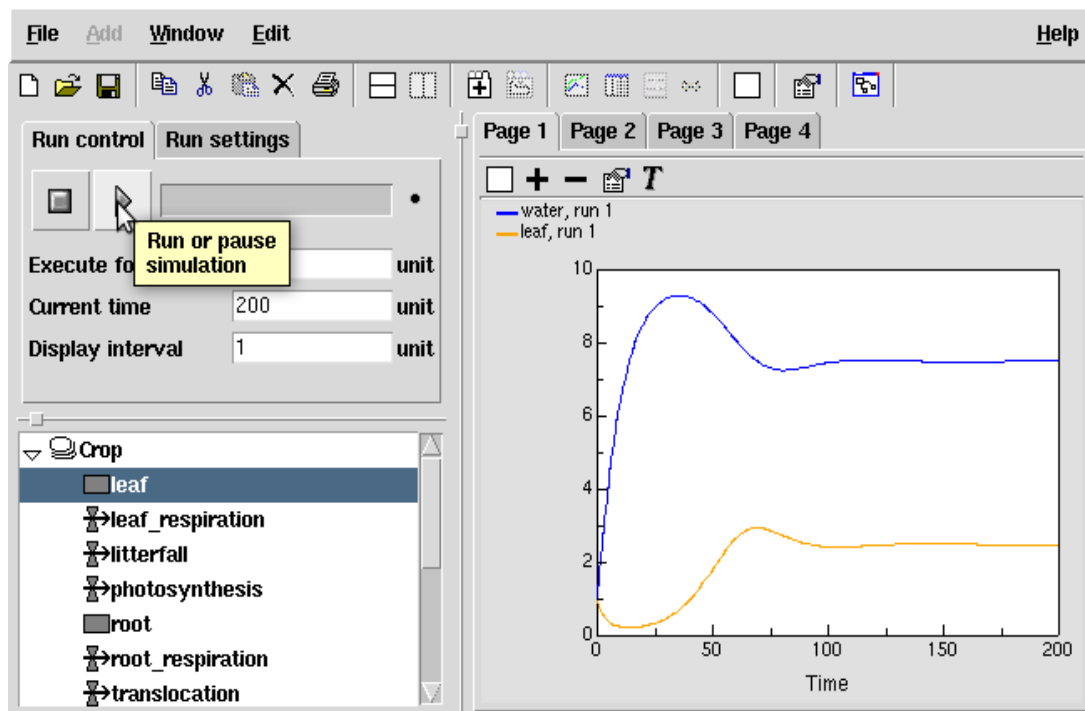 File Add Window Edit Help
Run control Run settings
Page 1 Page 2 Page 3 Page 4
T
water, run 1
leaf, run 1
Run or pause
simulation
Execute fo unit
Current time 200 unit
Display interval 1 unit
Crop
leaf
leaf_respiration
litterfall
photosynthesis
root
root_respiration
translocation
10
8
6
4
2
0
0 50 100 150 200
Time